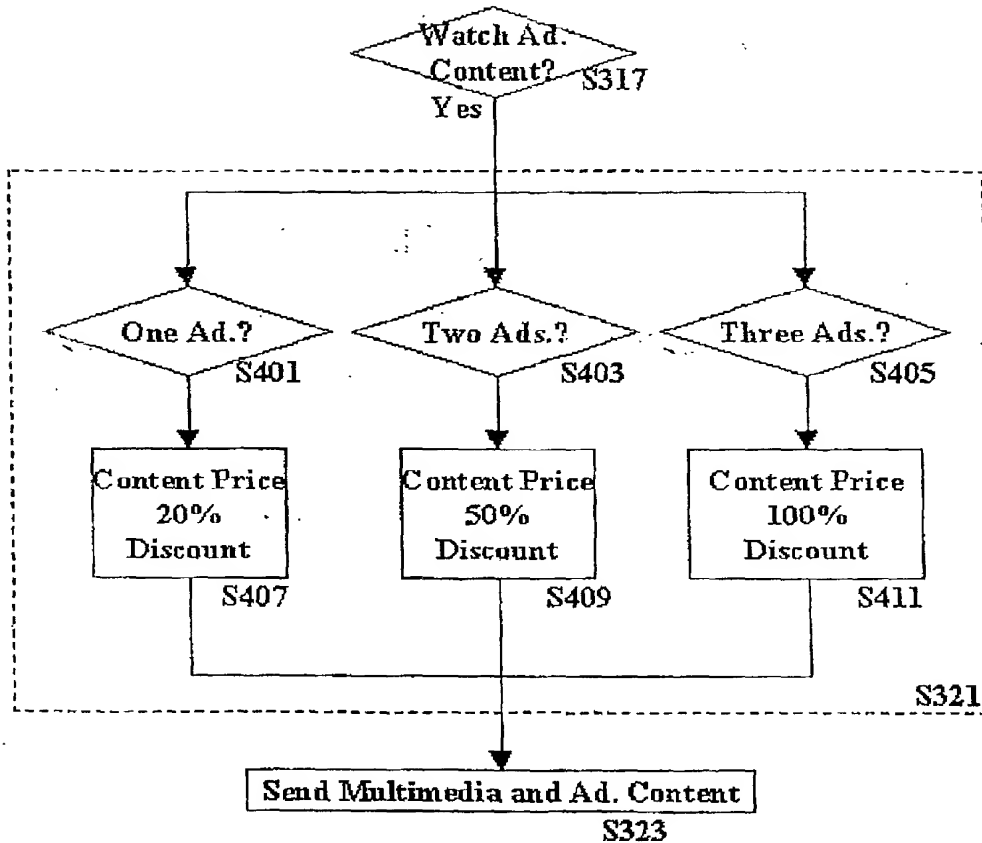 Watch Ad.
Content?
S317
Yes
One Ad.?
S401
Two Ads.?
S403
Three Ads.?
S405
Content Price
20%
Discount
S407
Content Price
50%
Discount
S409
Content Price
100%
Discount
S411
S321
Send Multimedia and Ad. Content
S323